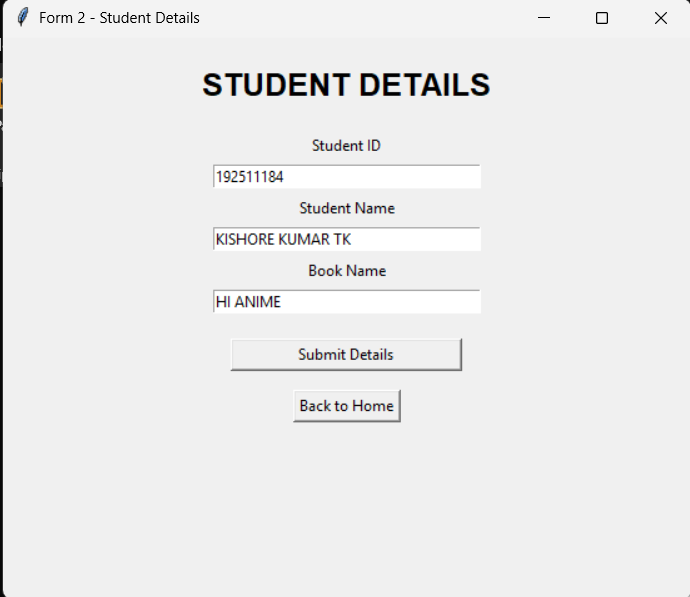 Form 2 - Student Details
STUDENT DETAILS
Student ID
192511184
Student Name
KISHORE KUMAR TK
Book Name
HI ANIME
Submit Details
Back to Home